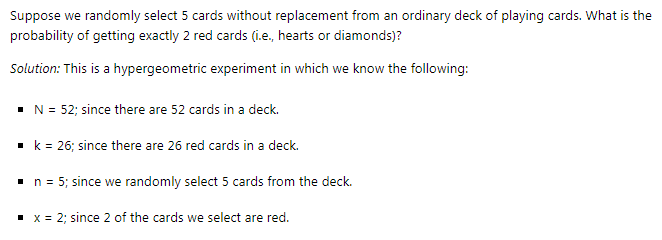 Suppose we randomly select 5 cards without replacement from an ordinary deck of playing cards. What is the
probability of getting exactly 2 red cards (i.e., hearts or diamonds)?
Solution: This is a hypergeometric experiment in which we know the following:
▪ N = 52; since there are 52 cards in a deck.
▪ k = 26; since there are 26 red cards in a deck.
▪ n = 5; since we randomly select 5 cards from the deck.
▪ x = 2; since 2 of the cards we select are red.